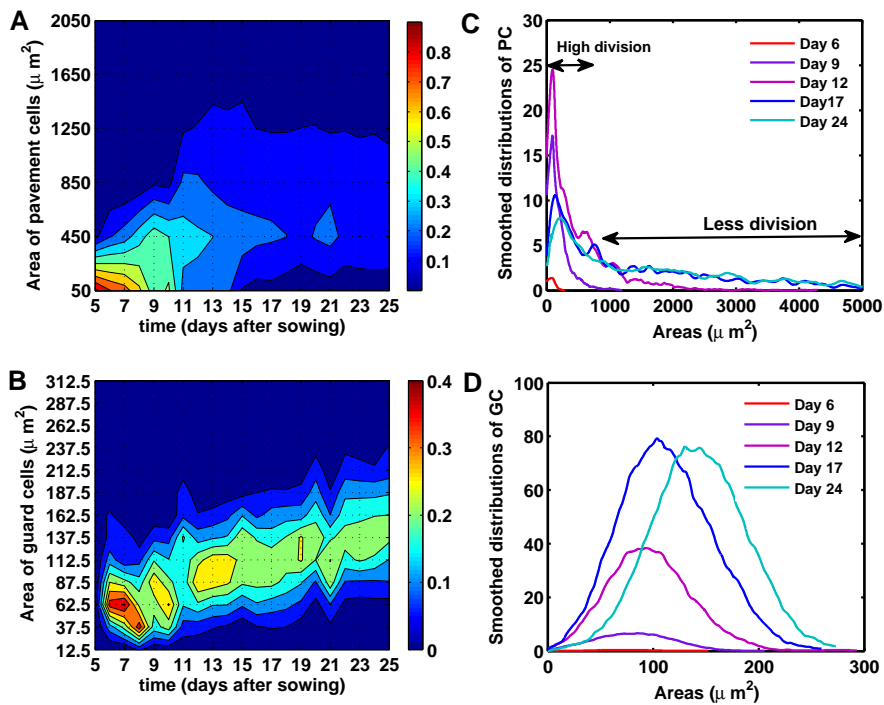 A
Area of pavement cells (μ m²)
2050
1650
1250
850
450
50
5 7 9 11 13 15 17 19 21 23 25
time (days after sowing)
0.8
0.7
0.6
0.5
0.4
0.3
0.2
0.1
C
Smoothed distributions of PC
30
25
20
15
10
5
0
0 1000 2000 3000 4000 5000
Areas (μ m²)
High division
Less division
Day 6
Day 9
Day 12
Day17
Day 24
B
Area of guard cells (μ m²)
312.5
287.5
262.5
237.5
212.5
187.5
162.5
137.5
112.5
87.5
62.5
37.5
12.5
5 7 9 11 13 15 17 19 21 23 25
time (days after sowing)
0.4
0.3
0.2
0.1
0
D
Smoothed distributions of GC
100
80
60
40
20
0
0 100 200 300
Areas (μ m²)
Day 6
Day 9
Day 12
Day 17
Day 24